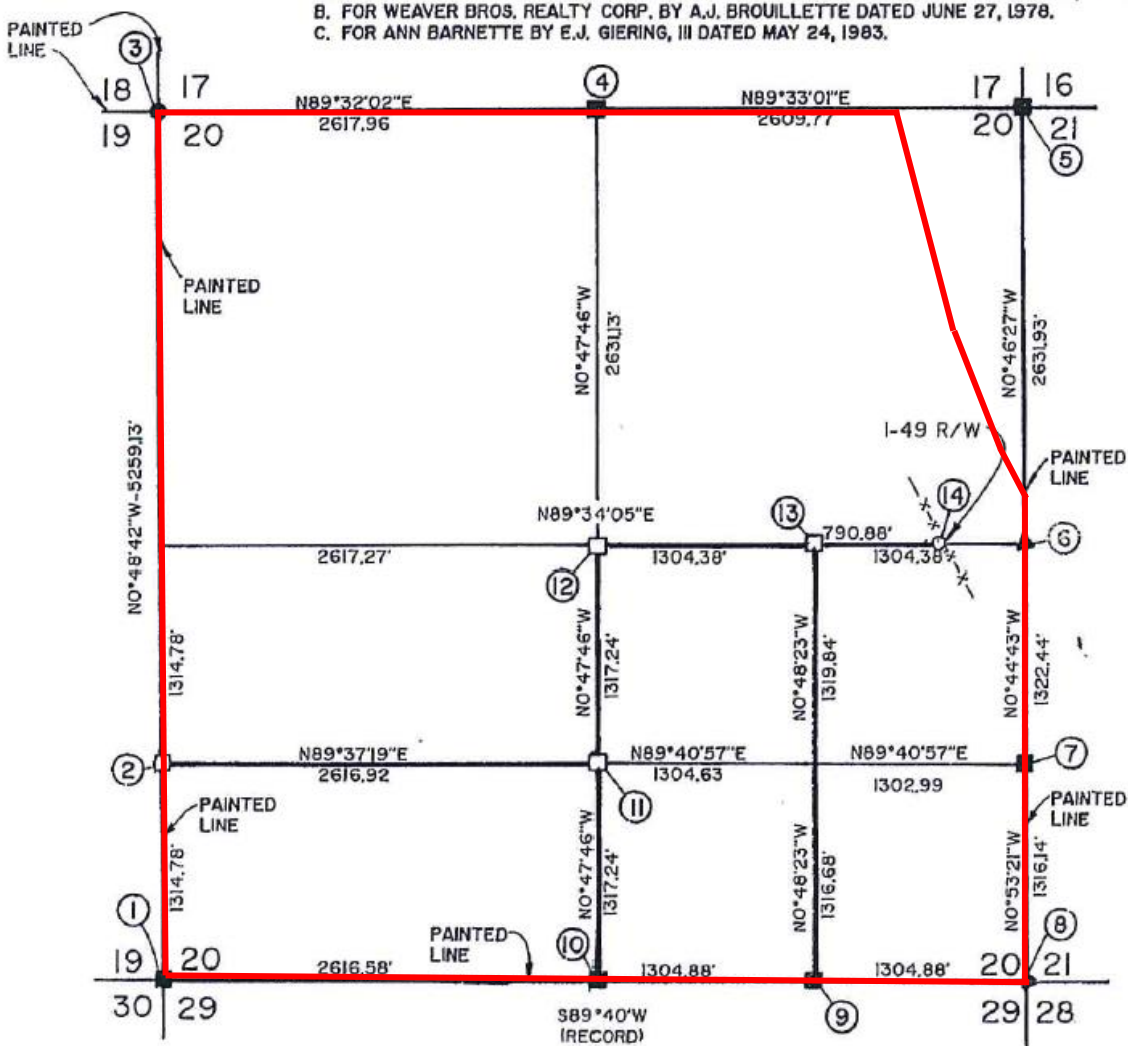 B. FOR WEAVER BROS. REALTY CORP. BY A.J. BROUILLETTE DATED JUNE 27, 1978.
C. FOR ANN BARNETTE BY E.J. GIERING, III DATED MAY 24, 1983.
PAINTED
LINE
3
18 17
19 20
4
N89°32'02"E
2617.96
N89°33'01"E
2609.77
17 16
20 21
5
PAINTED
LINE
N0°47'46"W
2631.13'
N0°46'27"W
2631.93'
N0°48'42"W-5259.13'
I-49 R/W
PAINTED
LINE
14
13
N89°34'05"E
790.88'
6
2617.27'
12
1304.38'
1304.38'
1314.78'
N0°47'46"W
1317.24'
N0°48'23"W
1319.84'
N0°44'43"W
1322.44'
2
N89°37'19"E
2616.92
N89°40'57"E
1304.63
N89°40'57"E
1302.99
7
11
PAINTED
LINE
PAINTED
LINE
1314.78'
N0°47'46"W
1317.24'
N0°48'23"W
1316.68'
N0°53'21"W
1316.14'
1
PAINTED
LINE
10
8
19 20
2616.58'
1304.88'
1304.88'
20 21
30 29
S89°40'W
(RECORD)
9
29 28